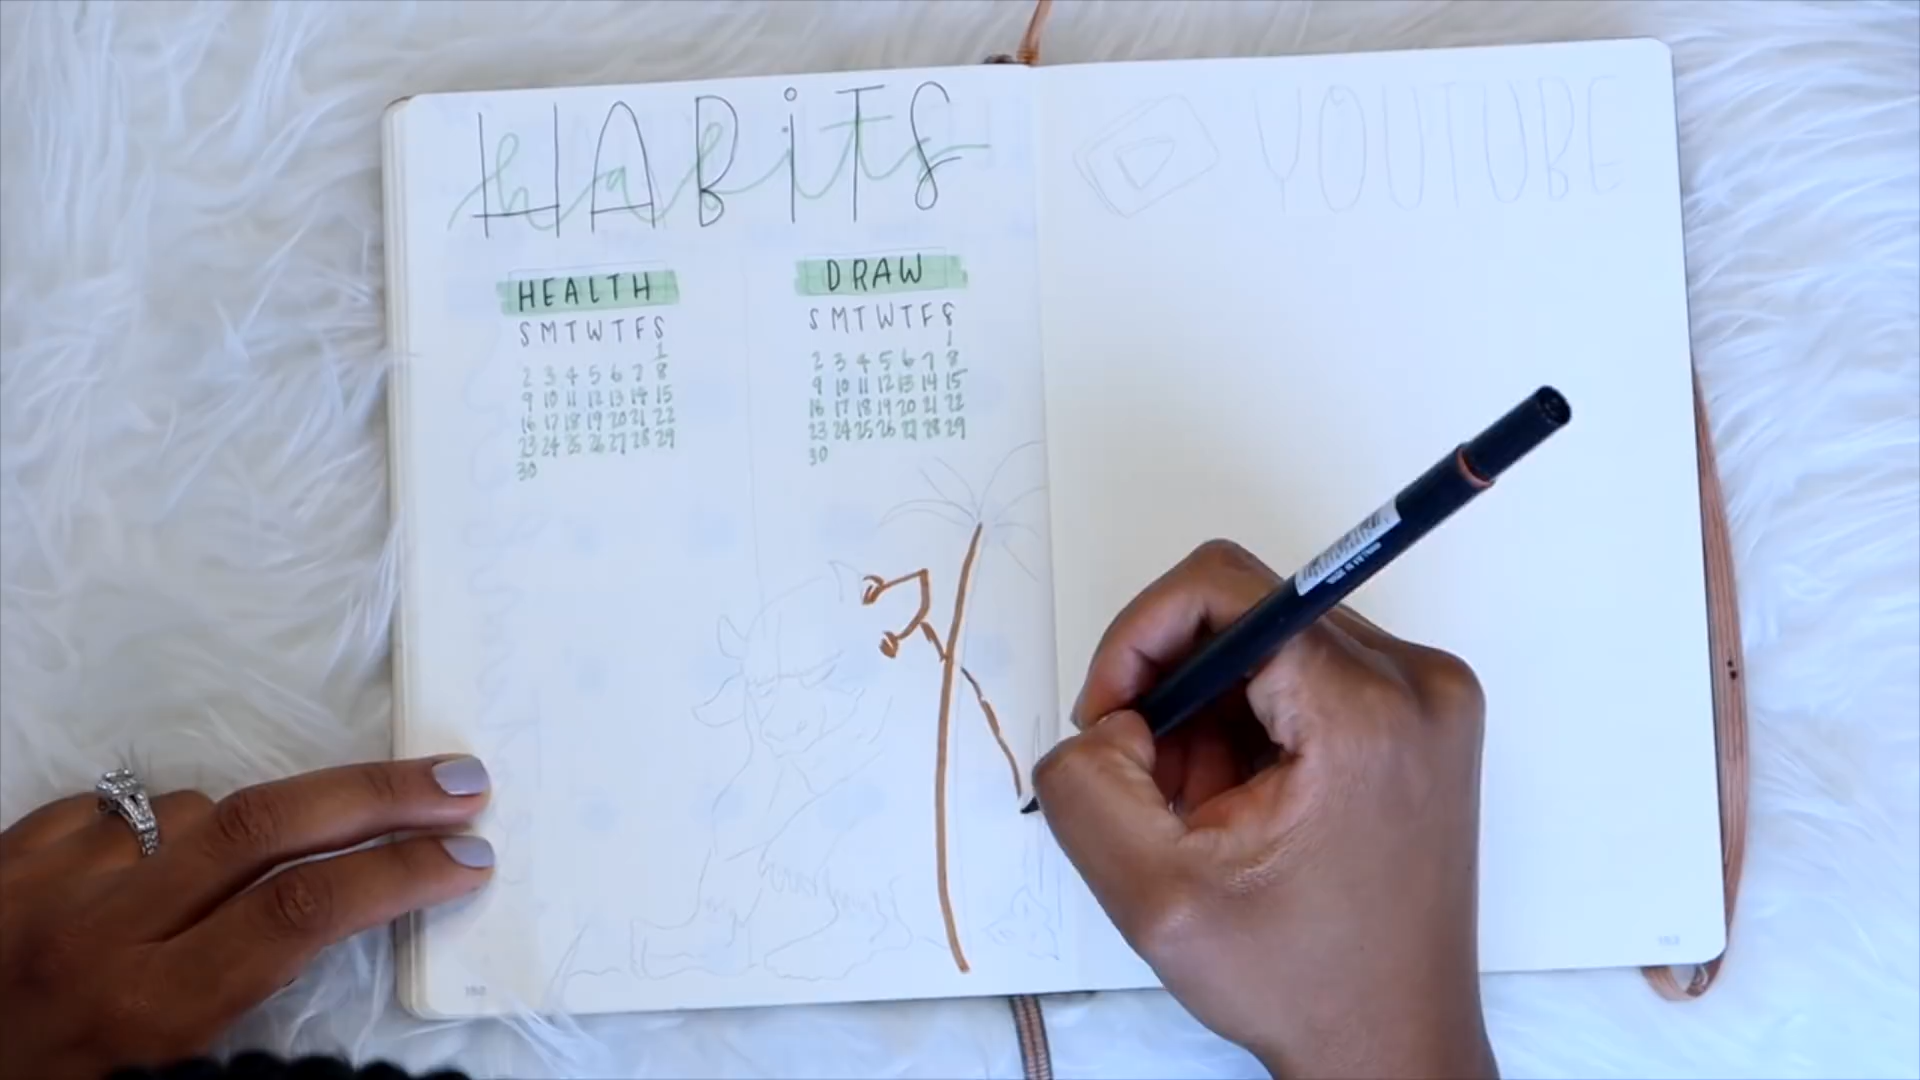 HABITS
habits
HEALTH
S M T W T F S
1
2 3 4 5 6 7 8
9 10 11 12 13 14 15
16 17 18 19 20 21 22
23 24 25 26 27 28 29
30
DRAW
S M T W T F S
1
2 3 4 5 6 7 8
9 10 11 12 13 14 15
16 17 18 19 20 21 22
23 24 25 26 27 28 29
30
YOUTUBE